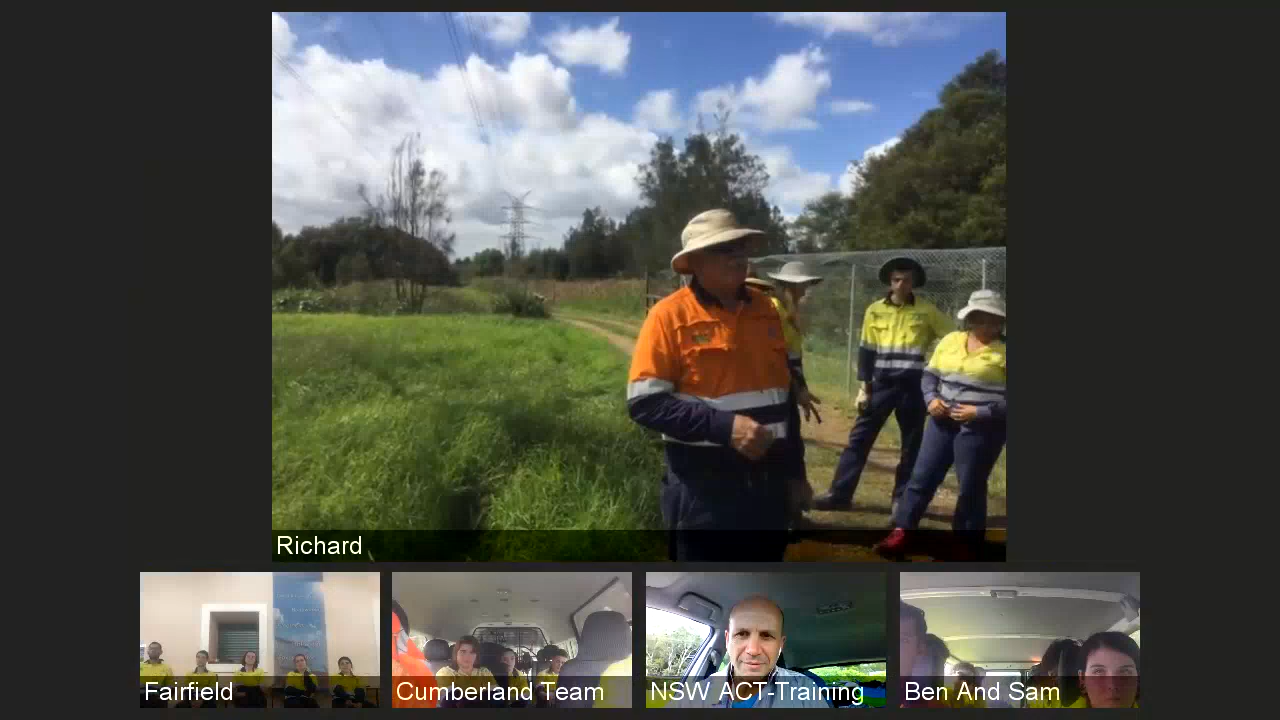 Richard
Fairfield
Cumberland Team
NSW ACT-Training
Ben And Sam